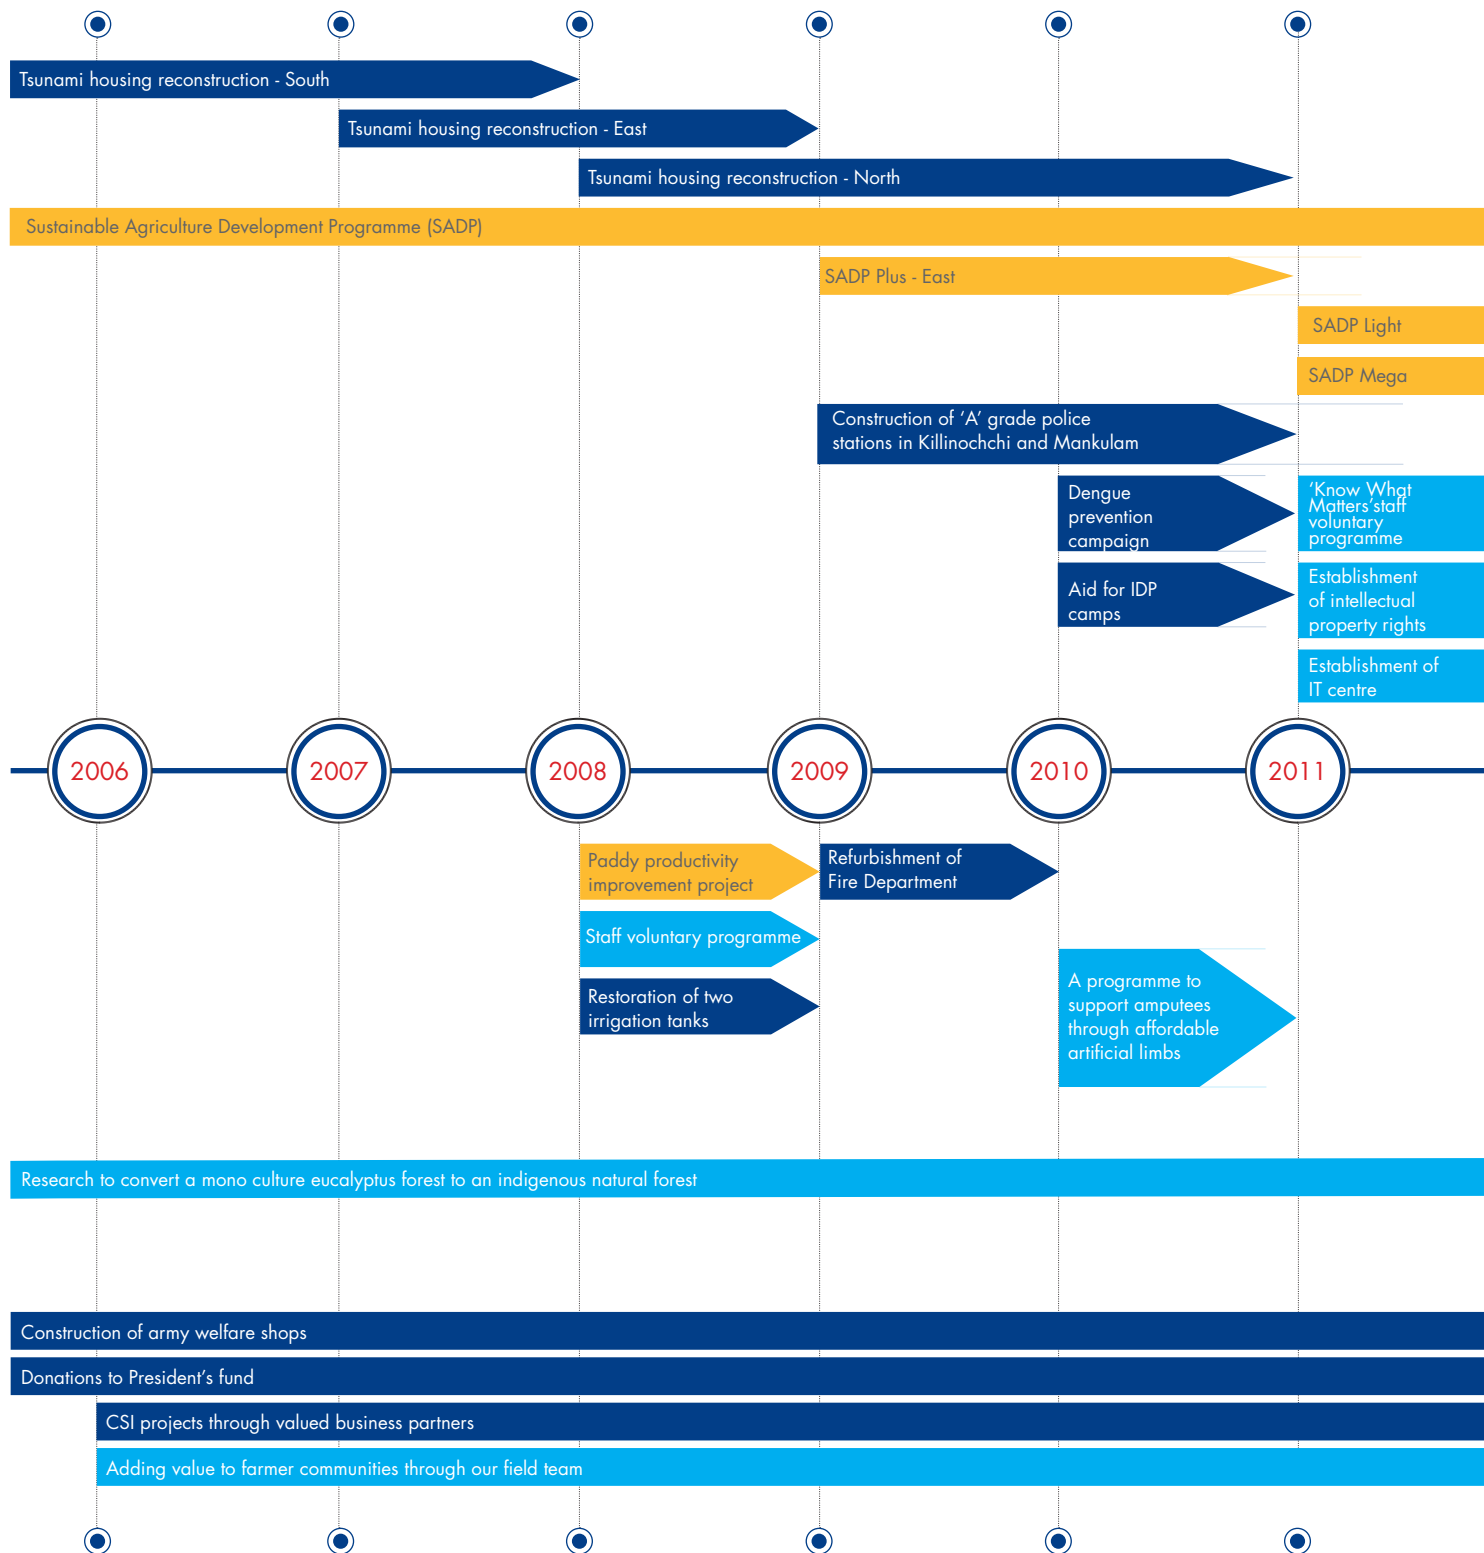 Tsunami housing reconstruction - South
Tsunami housing reconstruction - East
Tsunami housing reconstruction - North
Sustainable Agriculture Development Programme (SADP)
SADP Plus - East
SADP Light
SADP Mega
Construction of ‘A’ grade police
stations in Killinochchi and Mankulam
Dengue
prevention
campaign
‘Know What
Matters’staff
voluntary
programme
Aid for IDP
camps
Establishment
of intellectual
property rights
Establishment of
IT centre
2006
2007
2008
2009
2010
2011
Paddy productivity
improvement project
Refurbishment of
Fire Department
Staff voluntary programme
Restoration of two
irrigation tanks
A programme to
support amputees
through affordable
artificial limbs
Research to convert a mono culture eucalyptus forest to an indigenous natural forest
Construction of army welfare shops
Donations to President’s fund
CSI projects through valued business partners
Adding value to farmer communities through our field team